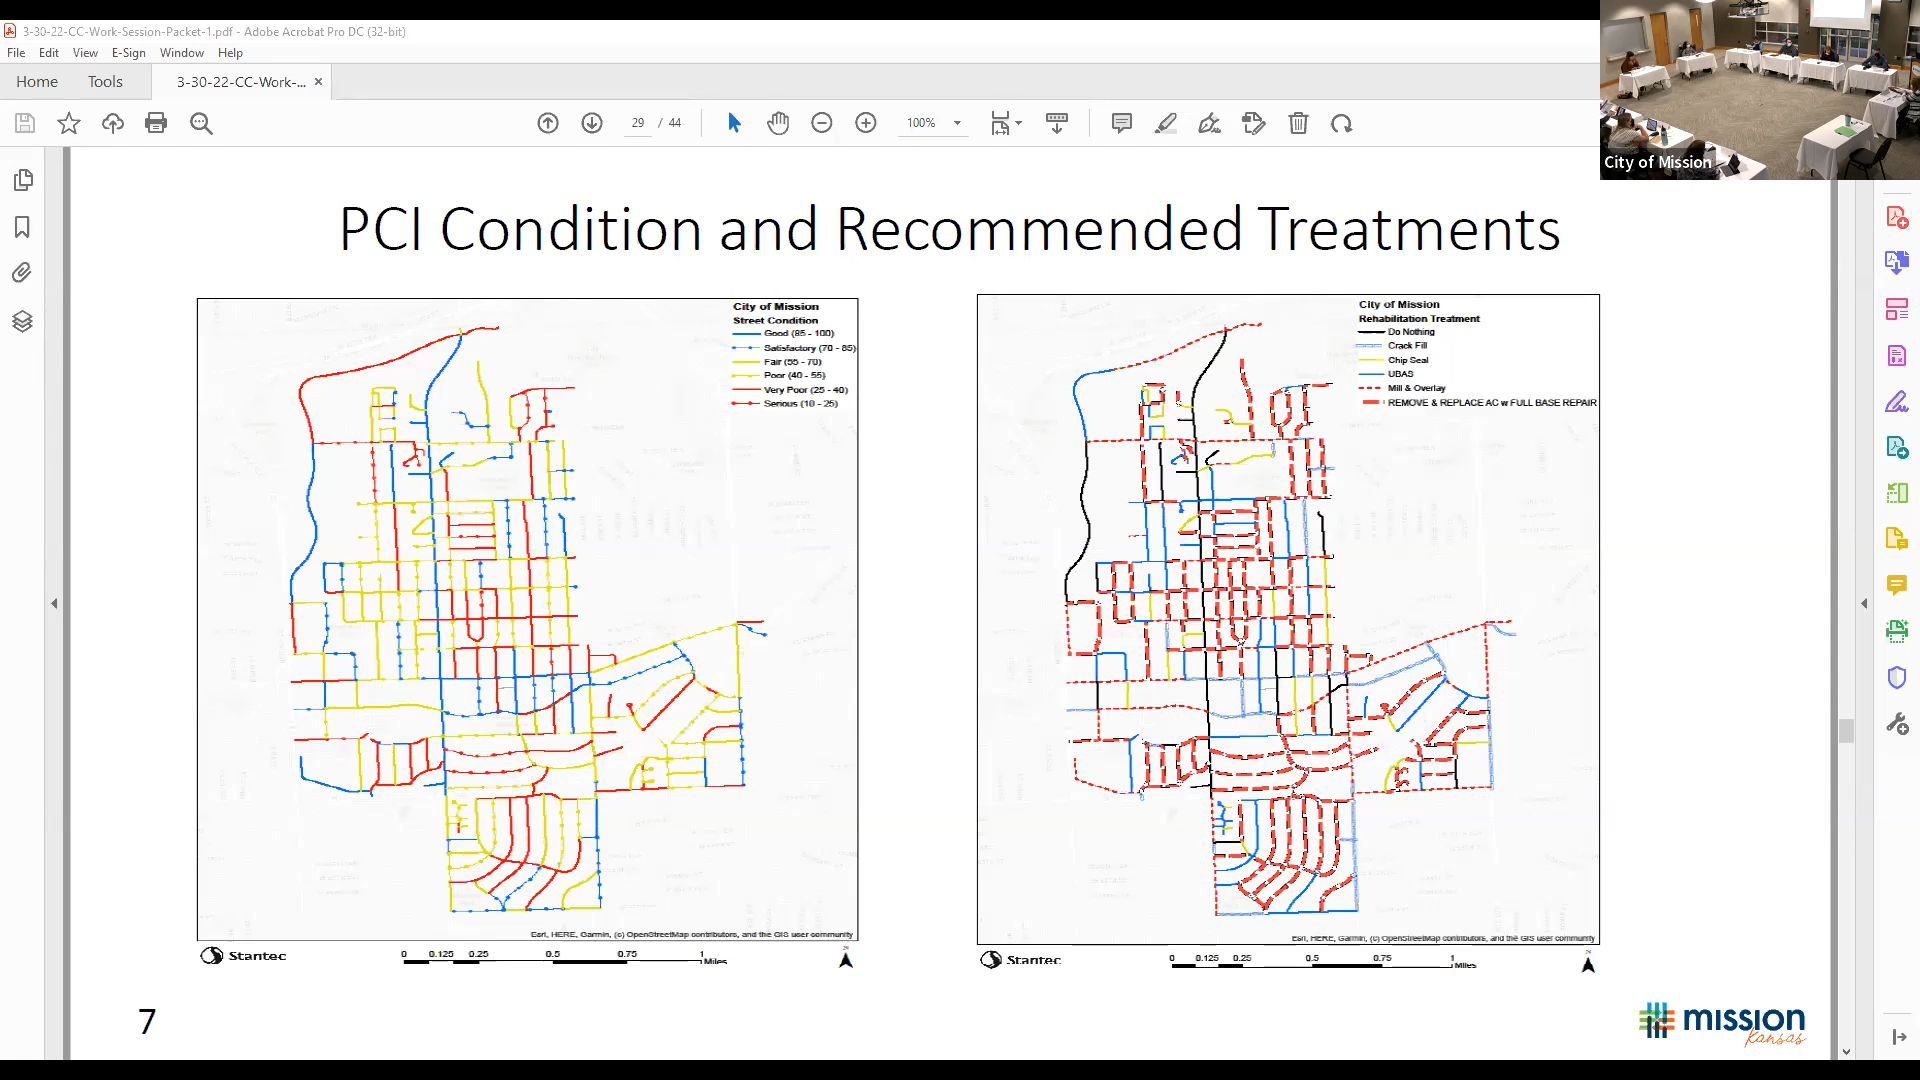 3-30-22-CC-Work-Session-Packet-1.pdf - Adobe Acrobat Pro DC (32-bit)
File Edit View E-Sign Window Help
Home Tools 3-30-22-CC-Work-... ×
29 / 44 100%
City of Mission
PCI Condition and Recommended Treatments
City of Mission
Street Condition
Good (85 - 100)
Satisfactory (70 - 85)
Fair (55 - 70)
Poor (40 - 55)
Very Poor (25 - 40)
Serious (10 - 25)
Esri, HERE, Garmin, (c) OpenStreetMap contributors, and the GIS user community
Stantec
0 0.125 0.25 0.5 0.75 1
Miles
City of Mission
Rehabilitation Treatment
Do Nothing
Crack Fill
Chip Seal
UBAS
Mill & Overlay
REMOVE & REPLACE AC w FULL BASE REPAIR
Esri, HERE, Garmin, (c) OpenStreetMap contributors, and the GIS user community
Stantec
0 0.125 0.25 0.5 0.75 1
Miles
7
mission
kansas